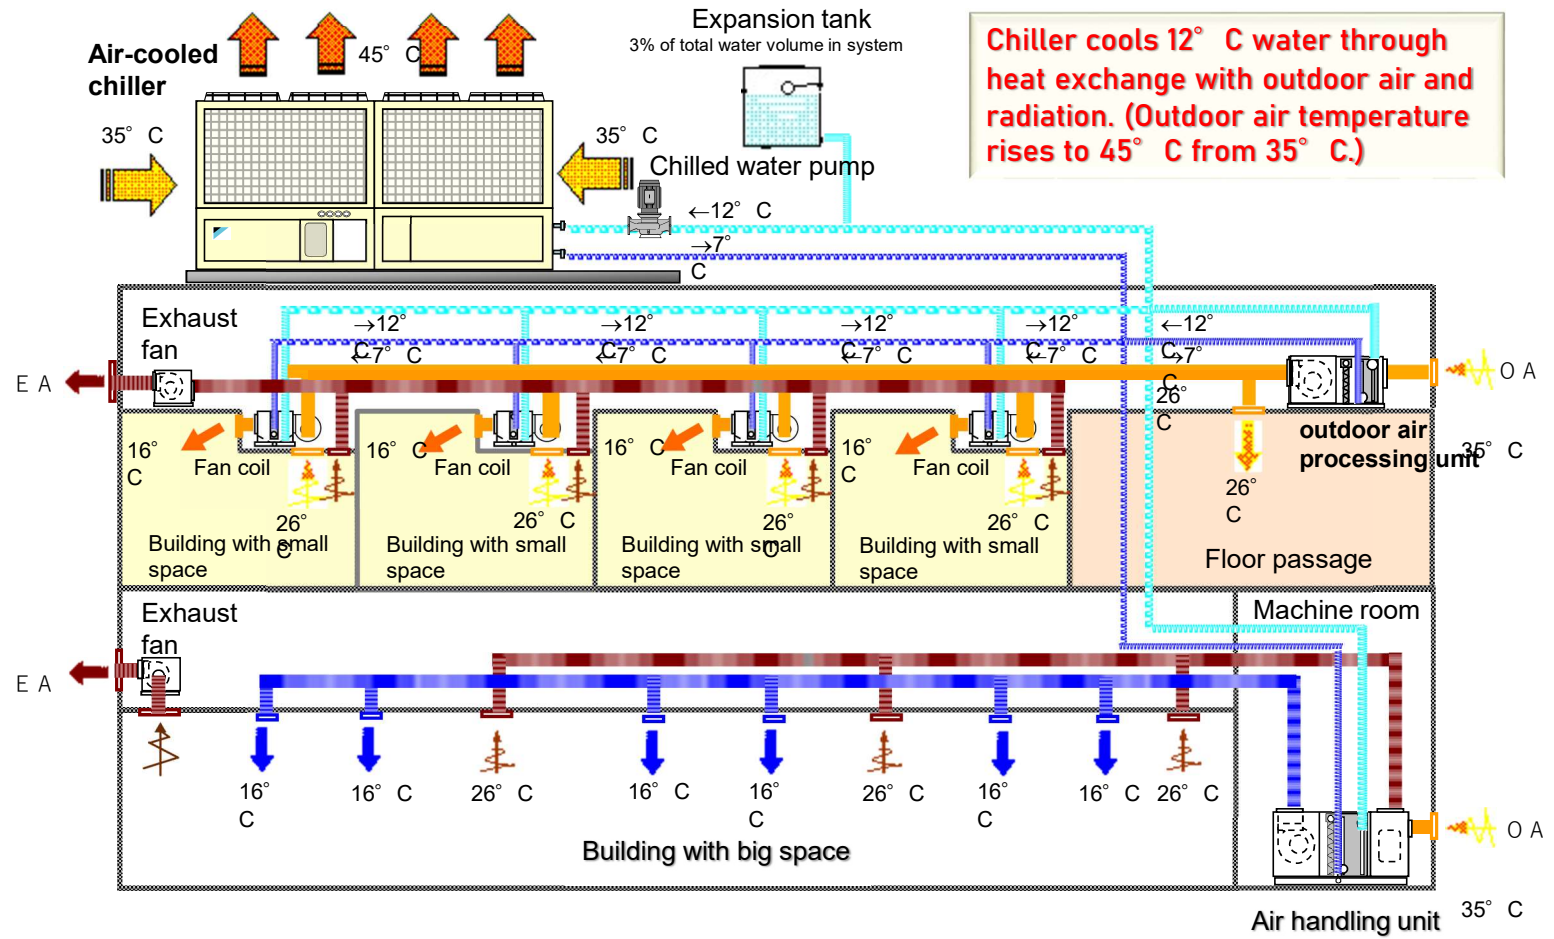 Expansion tank
3% of total water volume in system
Chiller cools 12° C water through
heat exchange with outdoor air and
radiation. (Outdoor air temperature
rises to 45° C from 35° C.)
Air-cooled
chiller
45° C
35° C
35° C
Chilled water pump
←12° C
→7°
C
Exhaust
fan
→12°
C
→12°
C
→12°
C
→12°
C
←12°
C
←7° C
←7° C
←7° C
←7° C
→7°
C
E A
O A
26°
C
16°
C
Fan coil
26°
C
Building with small
space
16° C
Fan coil
26° C
Building with small
space
16° C
Fan coil
26°
C
Building with small
space
16°
C
Fan coil
26° C
Building with small
space
outdoor air
processing unit
35° C
26°
C
Floor passage
Exhaust
fan
Machine room
E A
16°
C
16° C
26° C
16° C
16°
C
26° C
16°
C
16° C
26° C
O A
Building with big space
Air handling unit
35° C